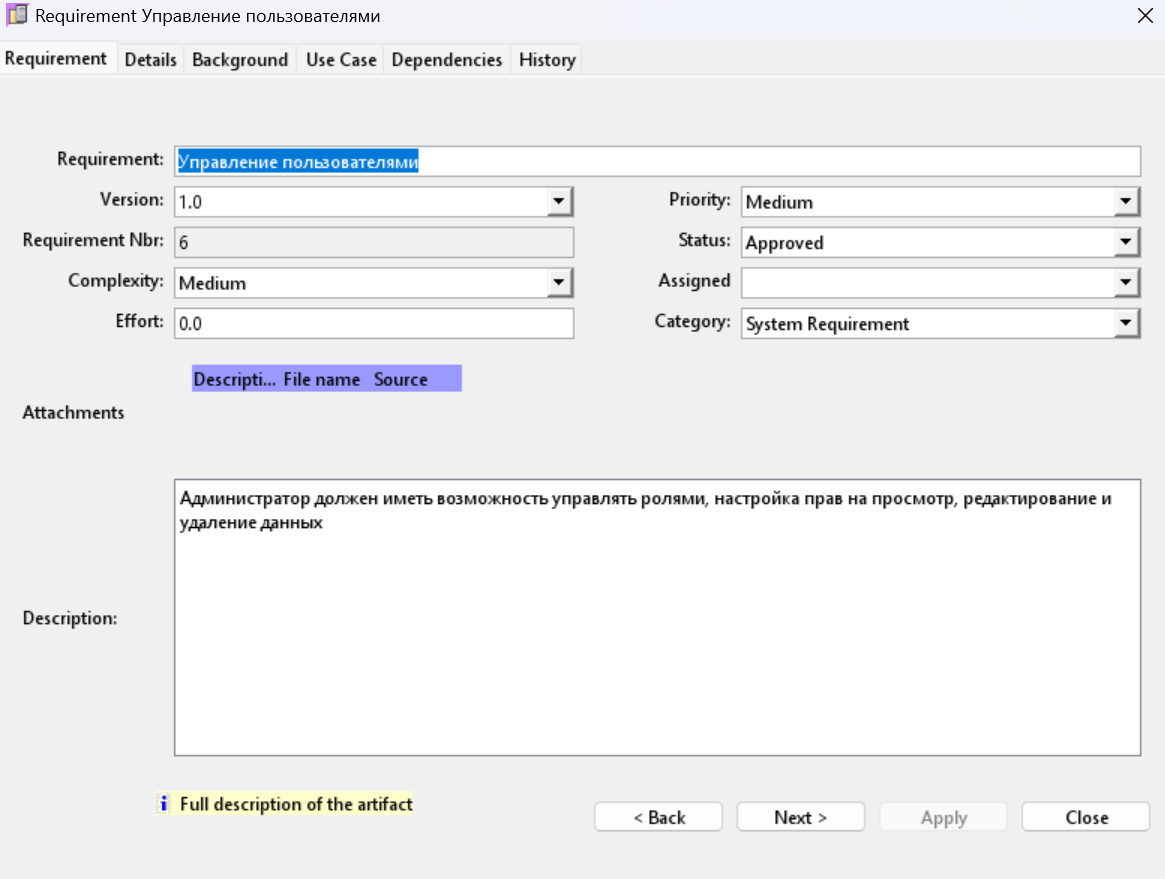 Requirement Управление пользователями
Requirement Details Background Use Case Dependencies History
Requirement: Управление пользователями
Version: 1.0 Priority: Medium
Requirement Nbr: 6 Status: Approved
Complexity: Medium Assigned
Effort: 0.0 Category: System Requirement
Descripti... File name Source
Attachments
Администратор должен иметь возможность управлять ролями, настройка прав на просмотр, редактирование и
удаление данных
Description:
Full description of the artifact
< Back Next > Apply Close